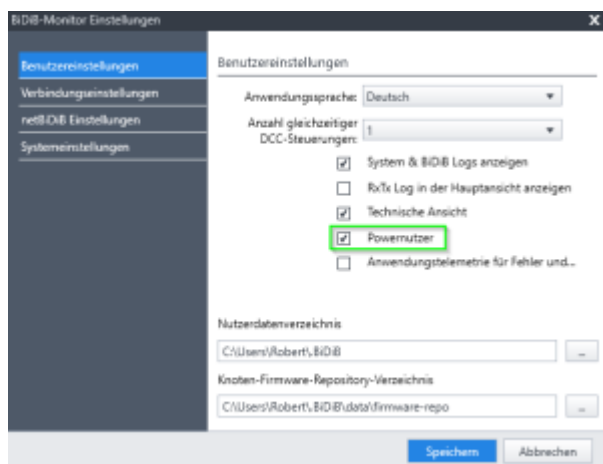 BiDiB-Monitor Einstellungen
Benutzereinstellungen
Verbindungseinstellungen
netBiDiB Einstellungen
Systemeinstellungen
Benutzereinstellungen
Anwendungssprache: Deutsch
Anzahl gleichzeitiger DCC-Steuerungen: 1
System & BiDiB Logs anzeigen
RxTx Log in der Hauptansicht anzeigen
Technische Ansicht
Powernutzer
Anwendungstelemetrie für Fehler und...
Nutzerdatenverzeichnis
C:\Users\Robert\.BiDiB
...
Knoten-Firmware-Repository-Verzeichnis
C:\Users\Robert\.BiDiB\data\firmware-repo
...
Speichern
Abbrechen